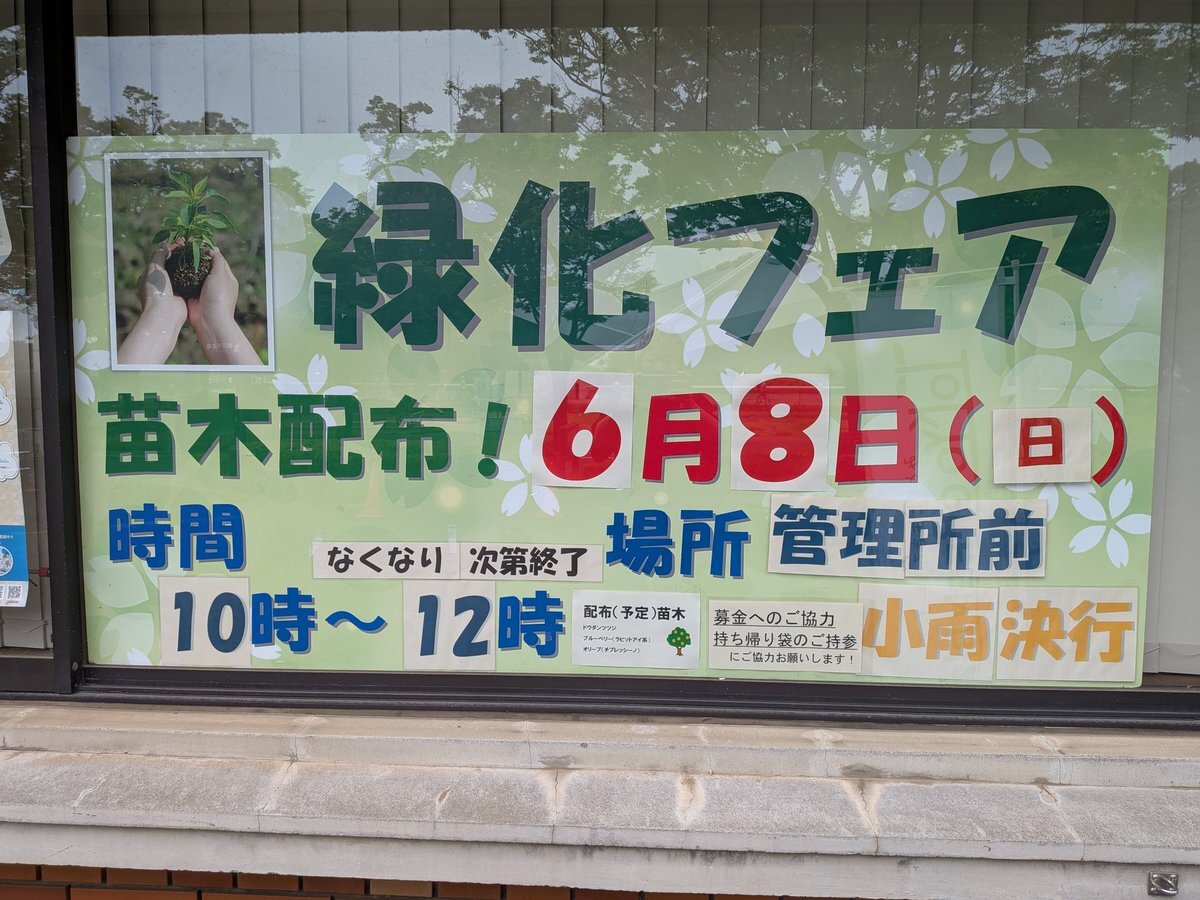 緑化フェア
苗木配布！6月8日（日）
時間
なくなり次第終了
10時～12時
場所 管理所前
配布（予定）苗木
ドウダンツツジ
ブルーベリー（ラビットアイ系）
オリーブ（チプレッシーノ）
募金へのご協力
持ち帰り袋のご持参
にご協力お願いします！
小雨決行